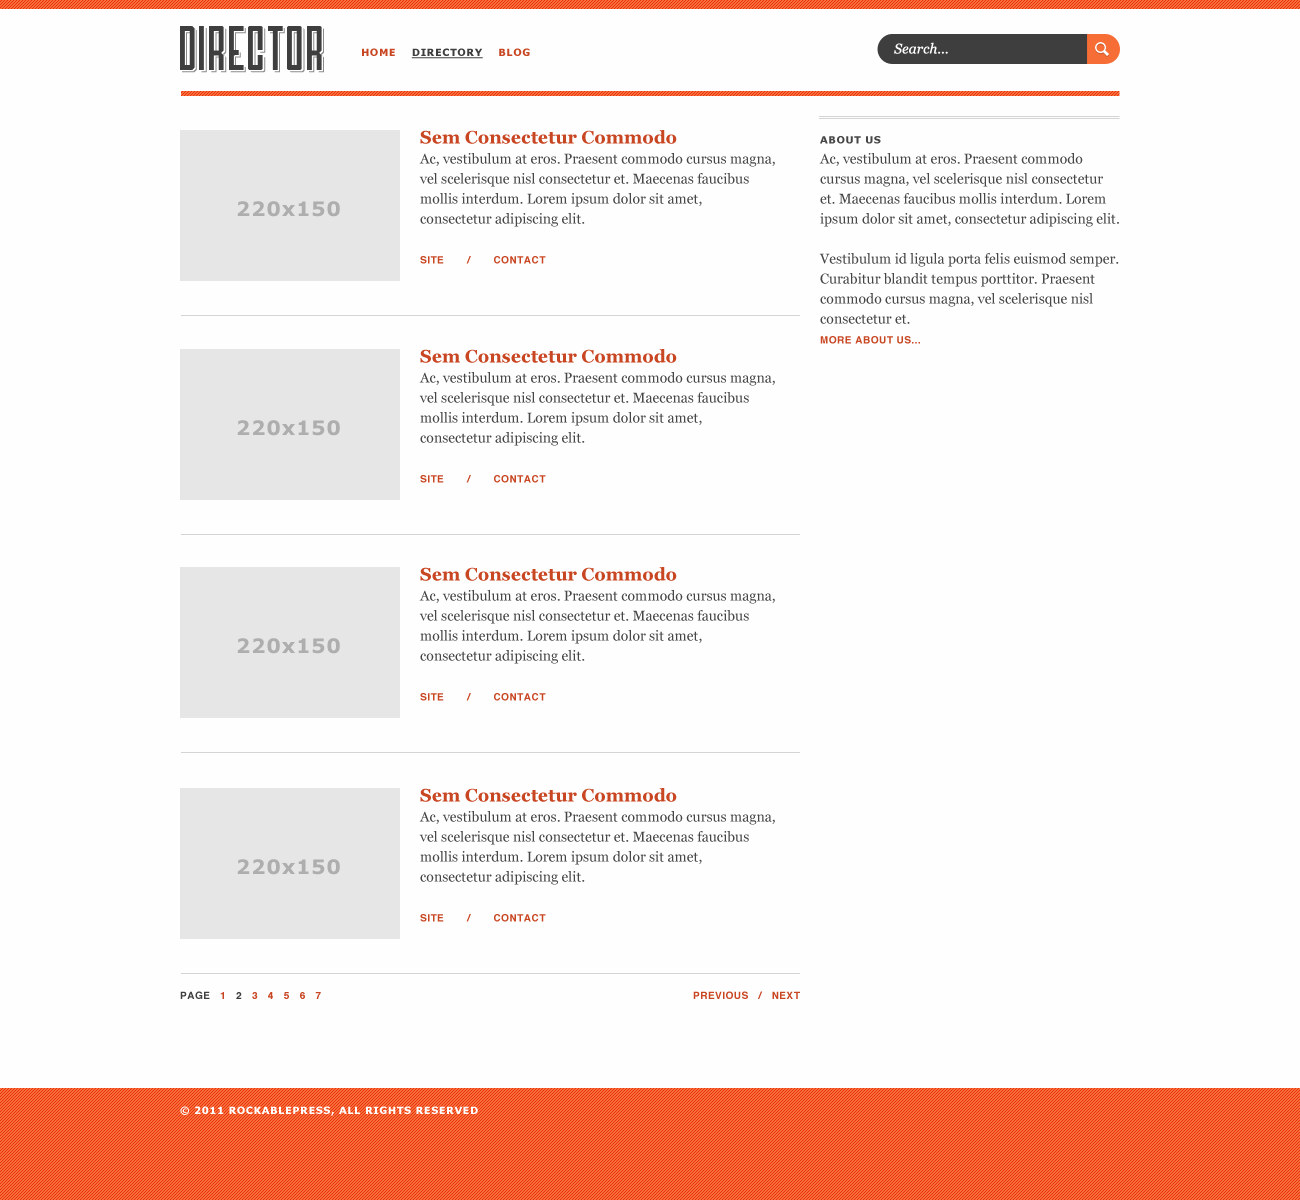 DIRECTOR
HOME DIRECTORY BLOG
Search...
220x150
Sem Consectetur Commodo
Ac, vestibulum at eros. Praesent commodo cursus magna,
vel scelerisque nisl consectetur et. Maecenas faucibus
mollis interdum. Lorem ipsum dolor sit amet,
consectetur adipiscing elit.
SITE / CONTACT
220x150
Sem Consectetur Commodo
Ac, vestibulum at eros. Praesent commodo cursus magna,
vel scelerisque nisl consectetur et. Maecenas faucibus
mollis interdum. Lorem ipsum dolor sit amet,
consectetur adipiscing elit.
SITE / CONTACT
220x150
Sem Consectetur Commodo
Ac, vestibulum at eros. Praesent commodo cursus magna,
vel scelerisque nisl consectetur et. Maecenas faucibus
mollis interdum. Lorem ipsum dolor sit amet,
consectetur adipiscing elit.
SITE / CONTACT
220x150
Sem Consectetur Commodo
Ac, vestibulum at eros. Praesent commodo cursus magna,
vel scelerisque nisl consectetur et. Maecenas faucibus
mollis interdum. Lorem ipsum dolor sit amet,
consectetur adipiscing elit.
SITE / CONTACT
PAGE 1 2 3 4 5 6 7
PREVIOUS / NEXT
ABOUT US
Ac, vestibulum at eros. Praesent commodo
cursus magna, vel scelerisque nisl consectetur
et. Maecenas faucibus mollis interdum. Lorem
ipsum dolor sit amet, consectetur adipiscing elit.
Vestibulum id ligula porta felis euismod semper.
Curabitur blandit tempus porttitor. Praesent
commodo cursus magna, vel scelerisque nisl
consectetur et.
MORE ABOUT US...
© 2011 ROCKABLEPRESS, ALL RIGHTS RESERVED